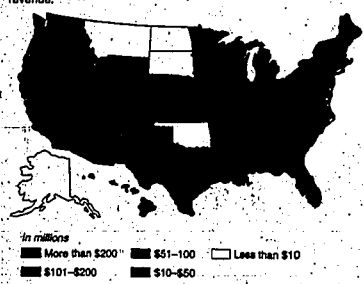 revenue.
In millions
More than $200 $51–100 Less than $10
$101–$200 $10–$50